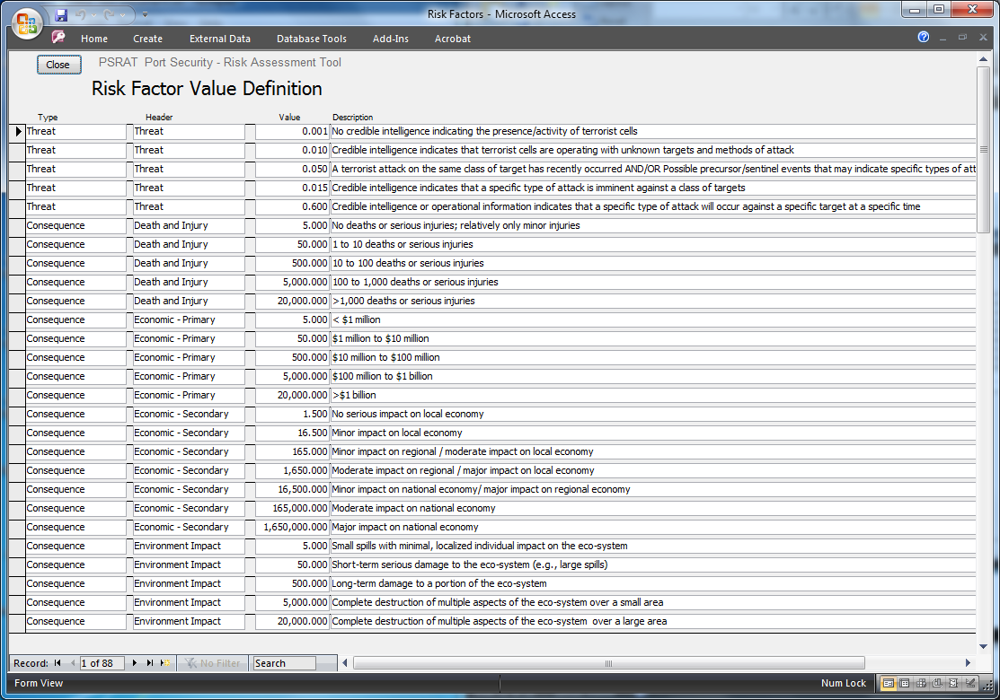 Risk Factors - Microsoft Access
Home Create External Data Database Tools Add-Ins Acrobat
Close PSRAT Port Security - Risk Assessment Tool
Risk Factor Value Definition
Type Header Value Description
Threat Threat 0.001 No credible intelligence indicating the presence/activity of terrorist cells
Threat Threat 0.010 Credible intelligence indicates that terrorist cells are operating with unknown targets and methods of attack
Threat Threat 0.050 A terrorist attack on the same class of target has recently occurred AND/OR Possible precursor/sentinel events that may indicate specific types of att
Threat Threat 0.015 Credible intelligence indicates that a specific type of attack is imminent against a class of targets
Threat Threat 0.600 Credible intelligence or operational information indicates that a specific type of attack will occur against a specific target at a specific time
Consequence Death and Injury 5.000 No deaths or serious injuries; relatively only minor injuries
Consequence Death and Injury 50.000 1 to 10 deaths or serious injuries
Consequence Death and Injury 500.000 10 to 100 deaths or serious injuries
Consequence Death and Injury 5,000.000 100 to 1,000 deaths or serious injuries
Consequence Death and Injury 20,000.000 >1,000 deaths or serious injuries
Consequence Economic - Primary 5.000 < $1 million
Consequence Economic - Primary 50.000 $1 million to $10 million
Consequence Economic - Primary 500.000 $10 million to $100 million
Consequence Economic - Primary 5,000.000 $100 million to $1 billion
Consequence Economic - Primary 20,000.000 >$1 billion
Consequence Economic - Secondary 1.500 No serious impact on local economy
Consequence Economic - Secondary 16.500 Minor impact on local economy
Consequence Economic - Secondary 165.000 Minor impact on regional / moderate impact on local economy
Consequence Economic - Secondary 1,650.000 Moderate impact on regional / major impact on local economy
Consequence Economic - Secondary 16,500.000 Minor impact on national economy/ major impact on regional economy
Consequence Economic - Secondary 165,000.000 Moderate impact on national economy
Consequence Economic - Secondary 1,650,000.000 Major impact on national economy
Consequence Environment Impact 5.000 Small spills with minimal, localized individual impact on the eco-system
Consequence Environment Impact 50.000 Short-term serious damage to the eco-system (e.g., large spills)
Consequence Environment Impact 500.000 Long-term damage to a portion of the eco-system
Consequence Environment Impact 5,000.000 Complete destruction of multiple aspects of the eco-system over a small area
Consequence Environment Impact 20,000.000 Complete destruction of multiple aspects of the eco-system over a large area
Record: 1 of 88 No Filter Search
Form View Num Lock